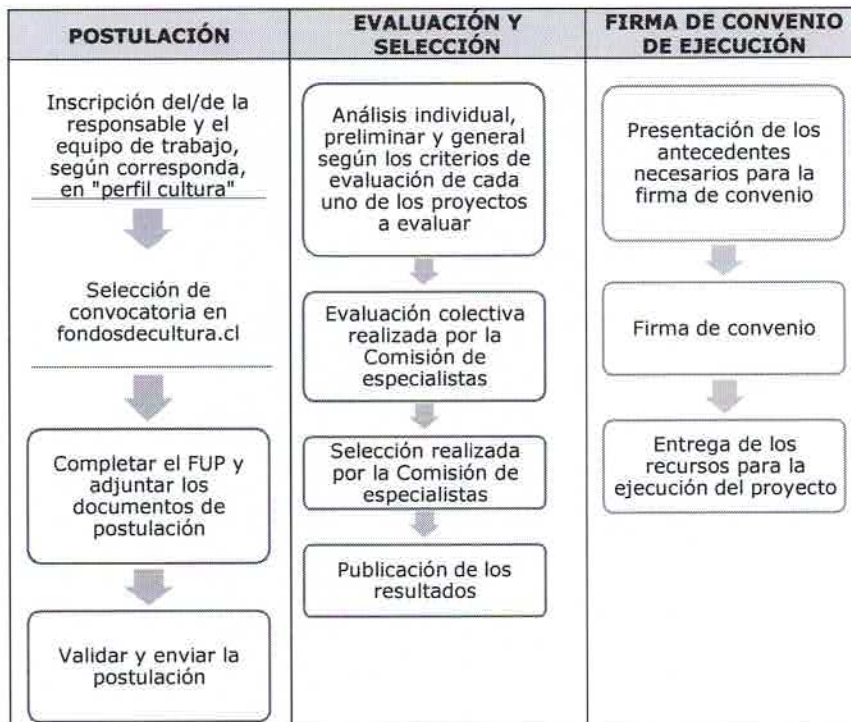 POSTULACIÓN
Inscripción del/de la
responsable y el
equipo de trabajo,
según corresponda,
en "perfil cultura"
Selección de
convocatoria en
fondosdecultura.cl
Completar el FUP y
adjuntar los
documentos de
postulación
Validar y enviar la
postulación
EVALUACIÓN Y
SELECCIÓN
Análisis individual,
preliminar y general
según los criterios de
evaluación de cada
uno de los proyectos
a evaluar
Evaluación colectiva
realizada por la
Comisión de
especialistas
Selección realizada
por la Comisión de
especialistas
Publicación de los
resultados
FIRMA DE CONVENIO
DE EJECUCIÓN
Presentación de los
antecedentes
necesarios para la
firma de convenio
Firma de convenio
Entrega de los
recursos para la
ejecución del proyecto